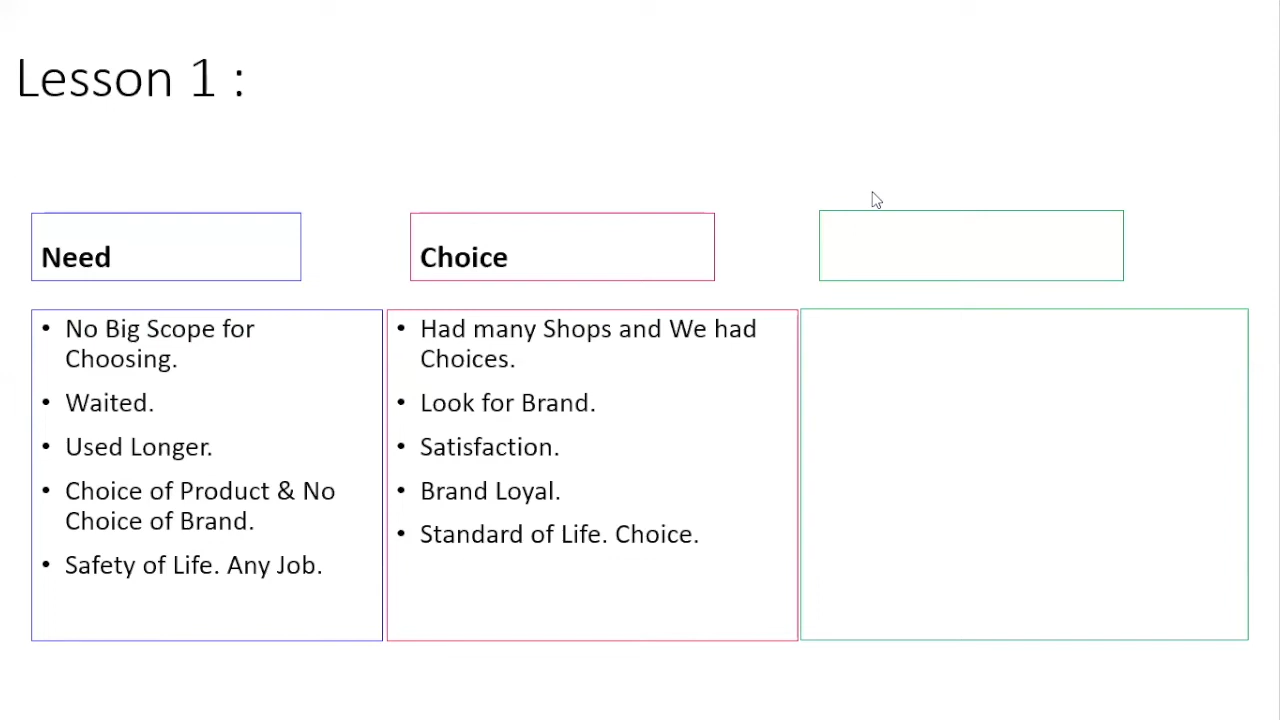 Lesson 1 :
Need
• No Big Scope for
Choosing.
• Waited.
• Used Longer.
• Choice of Product & No
Choice of Brand.
• Safety of Life. Any Job.
Choice
• Had many Shops and We had
Choices.
• Look for Brand.
• Satisfaction.
• Brand Loyal.
• Standard of Life. Choice.